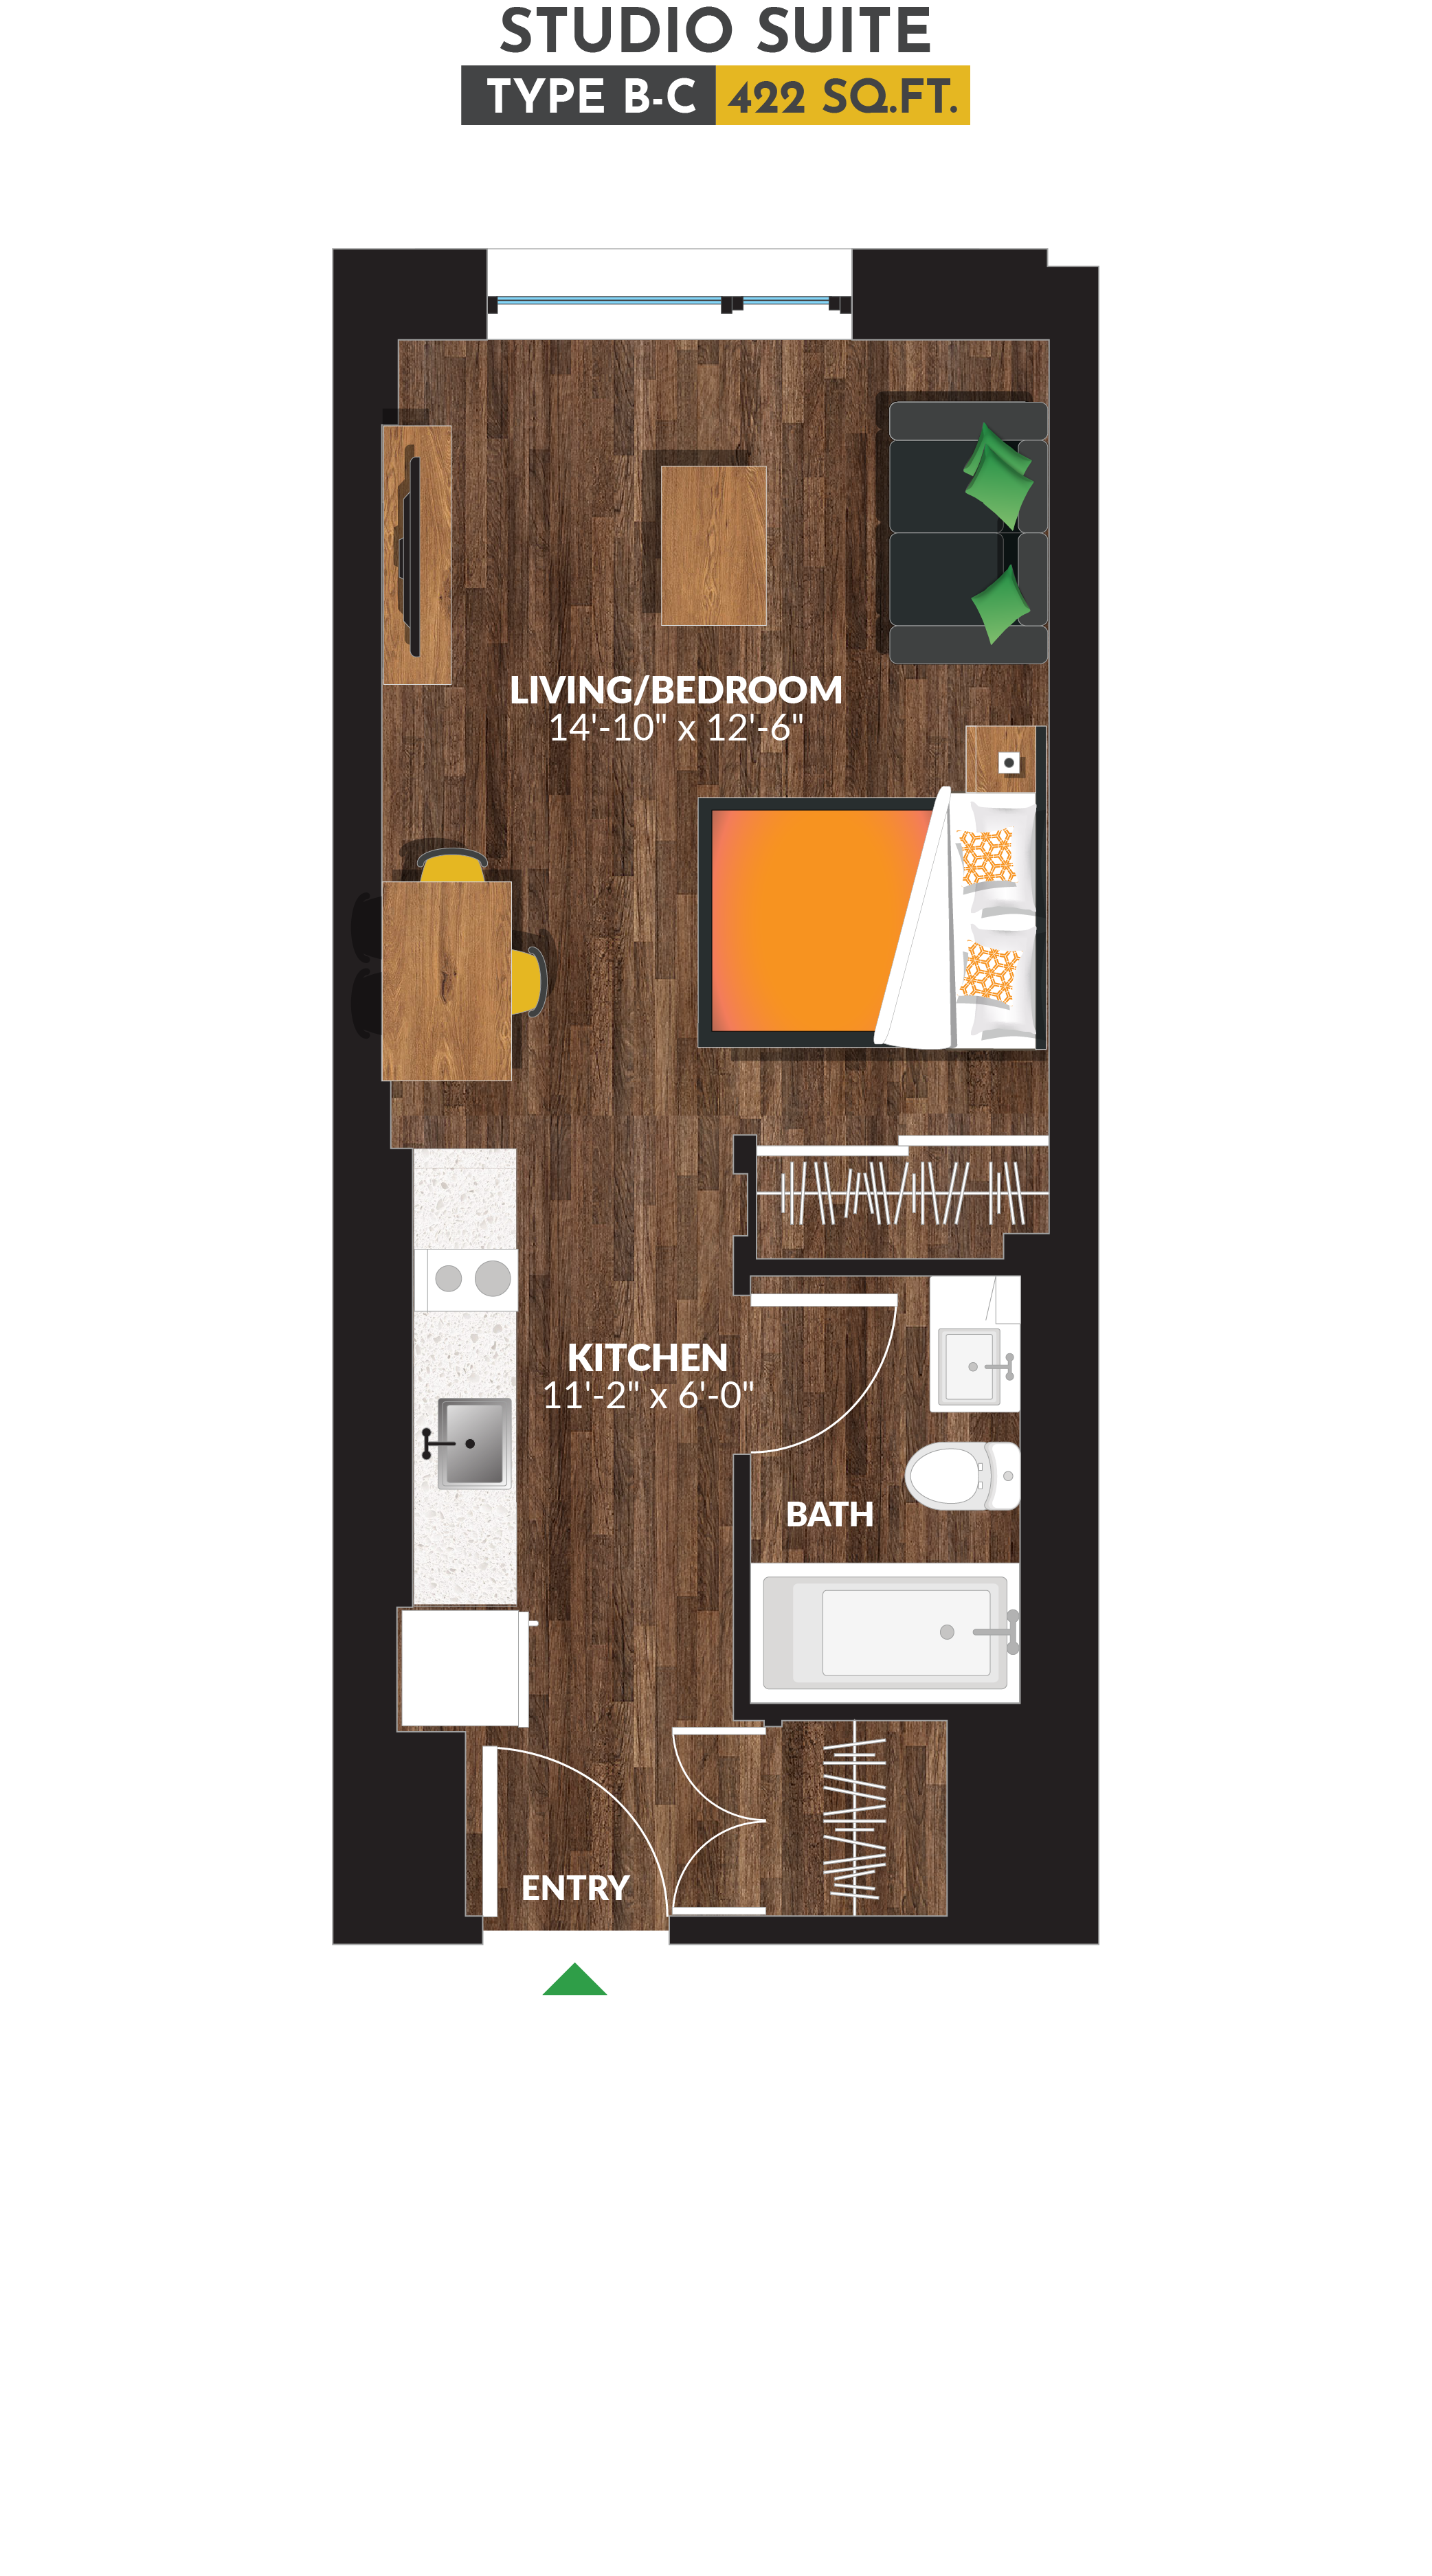 STUDIO SUITE
TYPE B-C 422 SQ.FT.
LIVING/BEDROOM
14'-10" x 12'-6"
KITCHEN
11'-2" x 6'-0"
BATH
ENTRY